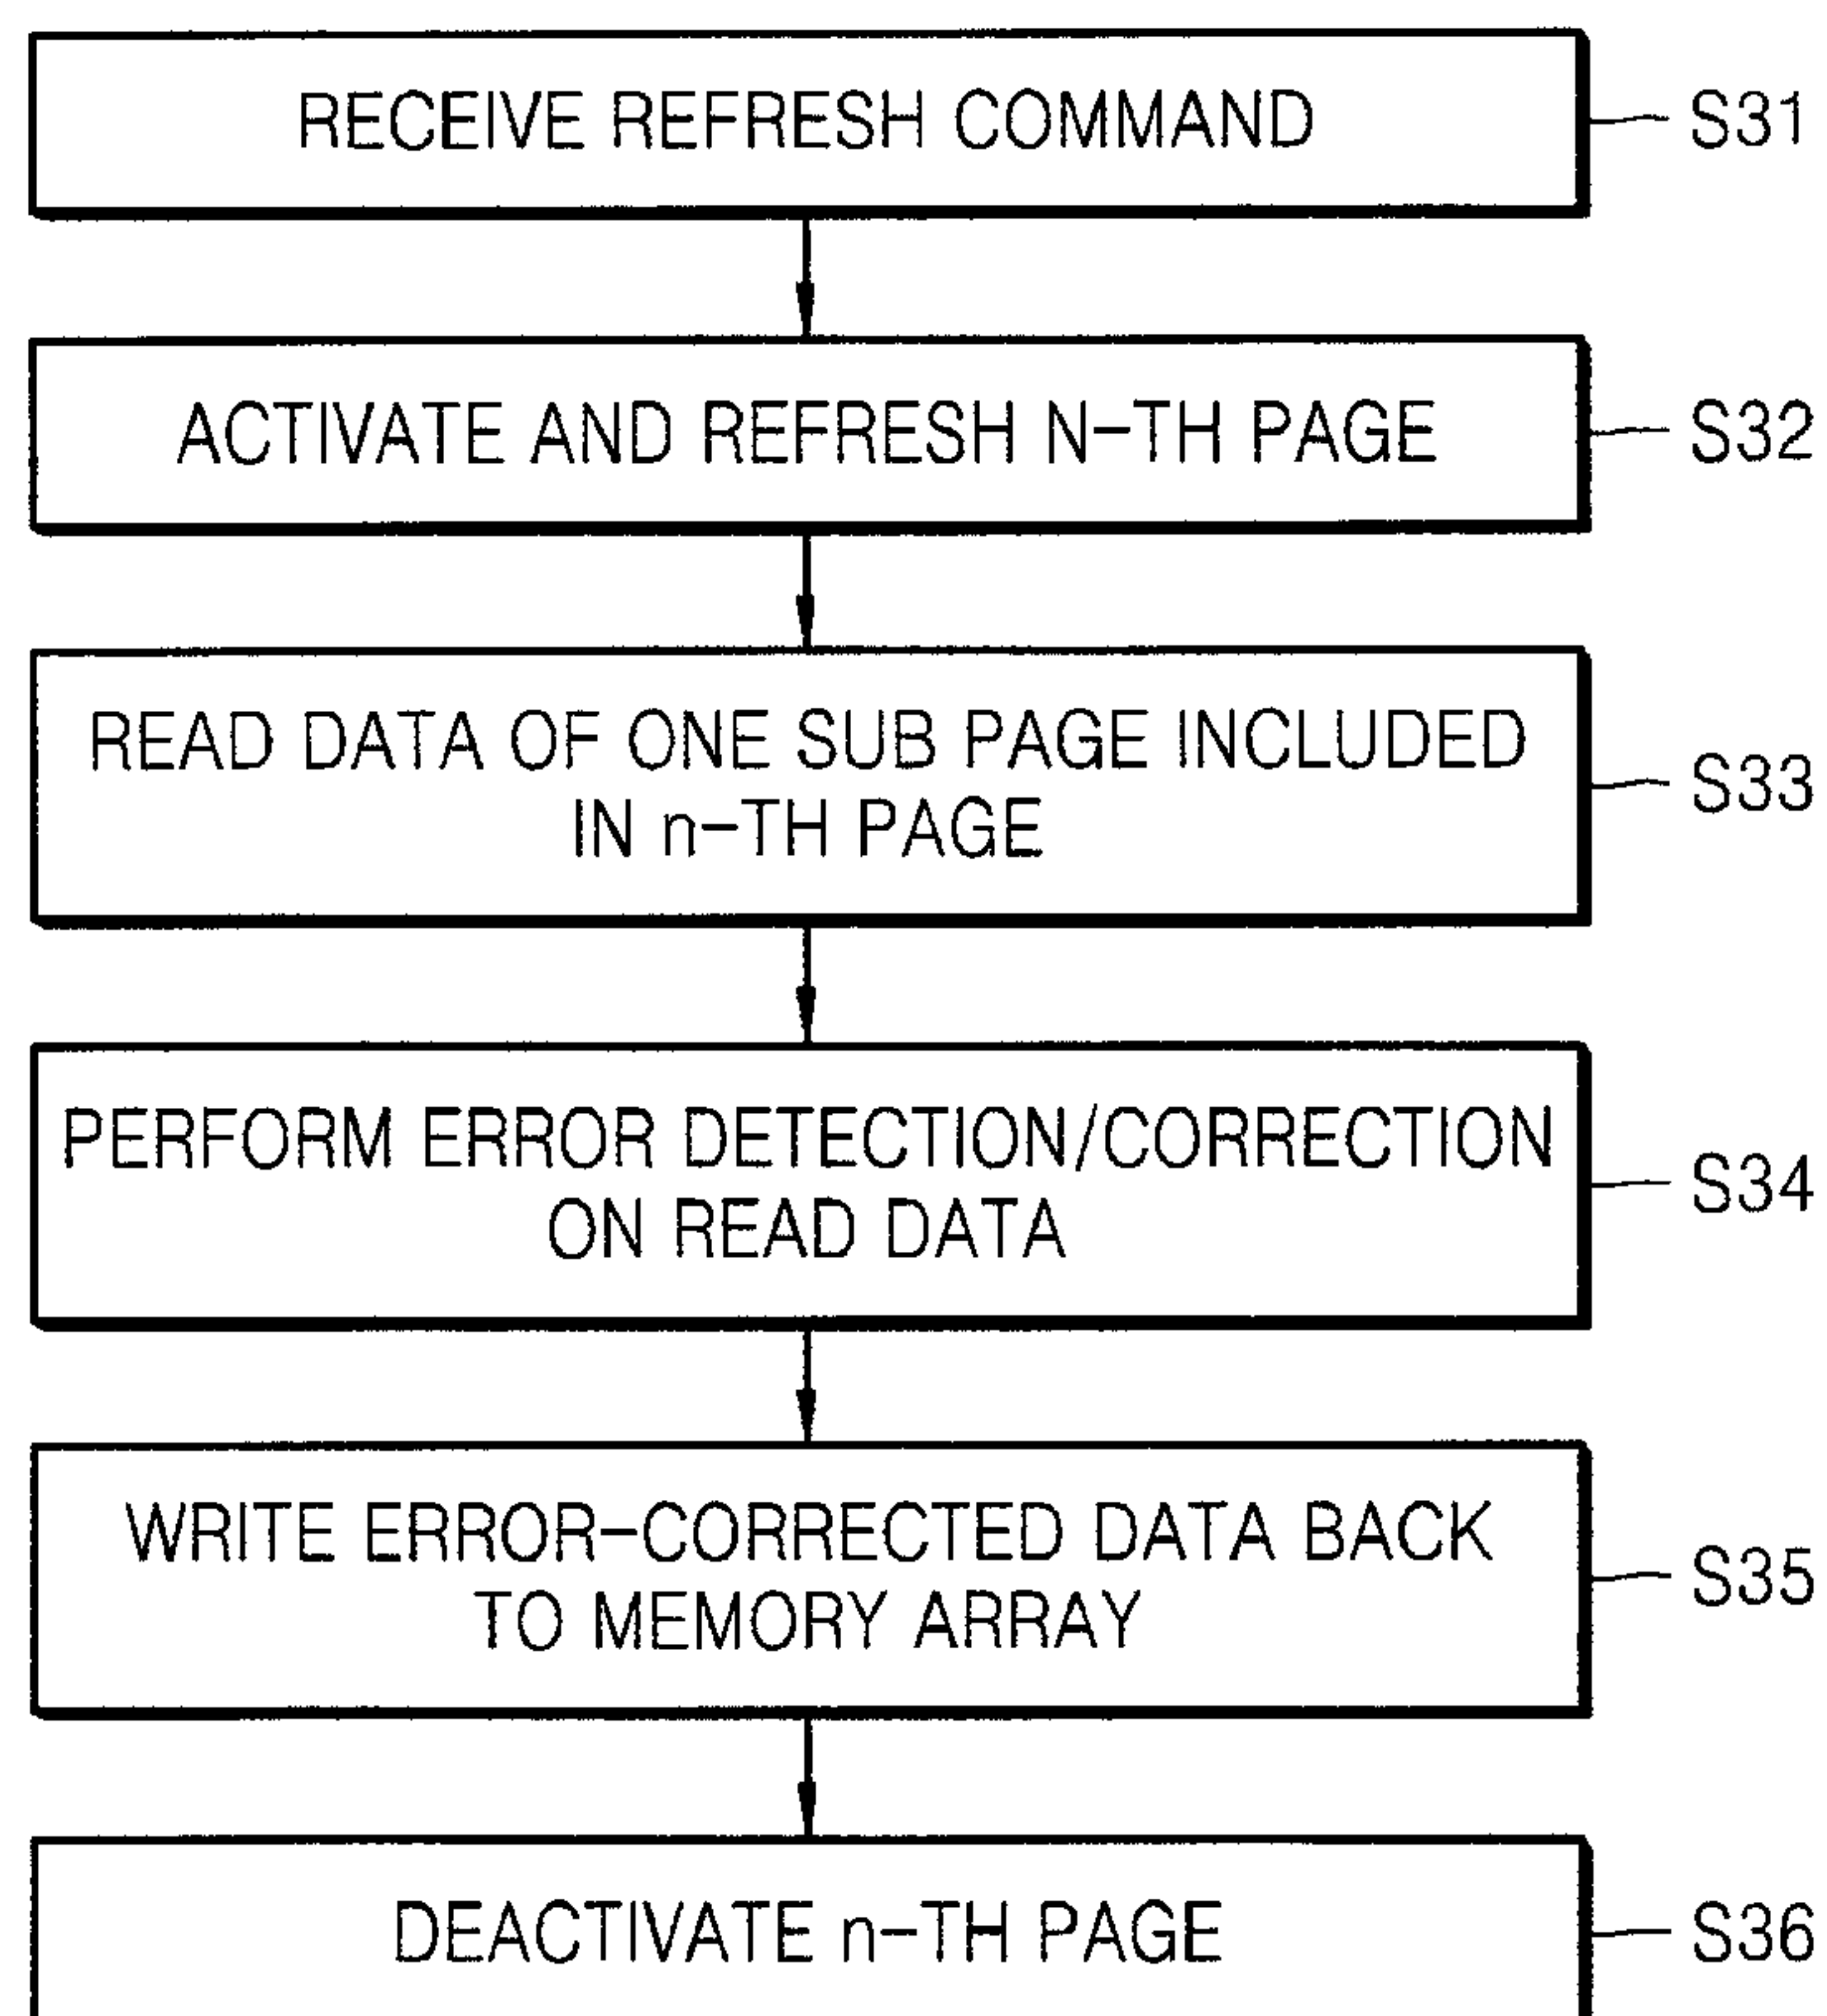 RECEIVE REFRESH COMMAND
S31
ACTIVATE AND REFRESH N-TH PAGE
S32
READ DATA OF ONE SUB PAGE INCLUDED
IN n-TH PAGE
S33
PERFORM ERROR DETECTION/CORRECTION
ON READ DATA
S34
WRITE ERROR-CORRECTED DATA BACK
TO MEMORY ARRAY
S35
DEACTIVATE n-TH PAGE
S36